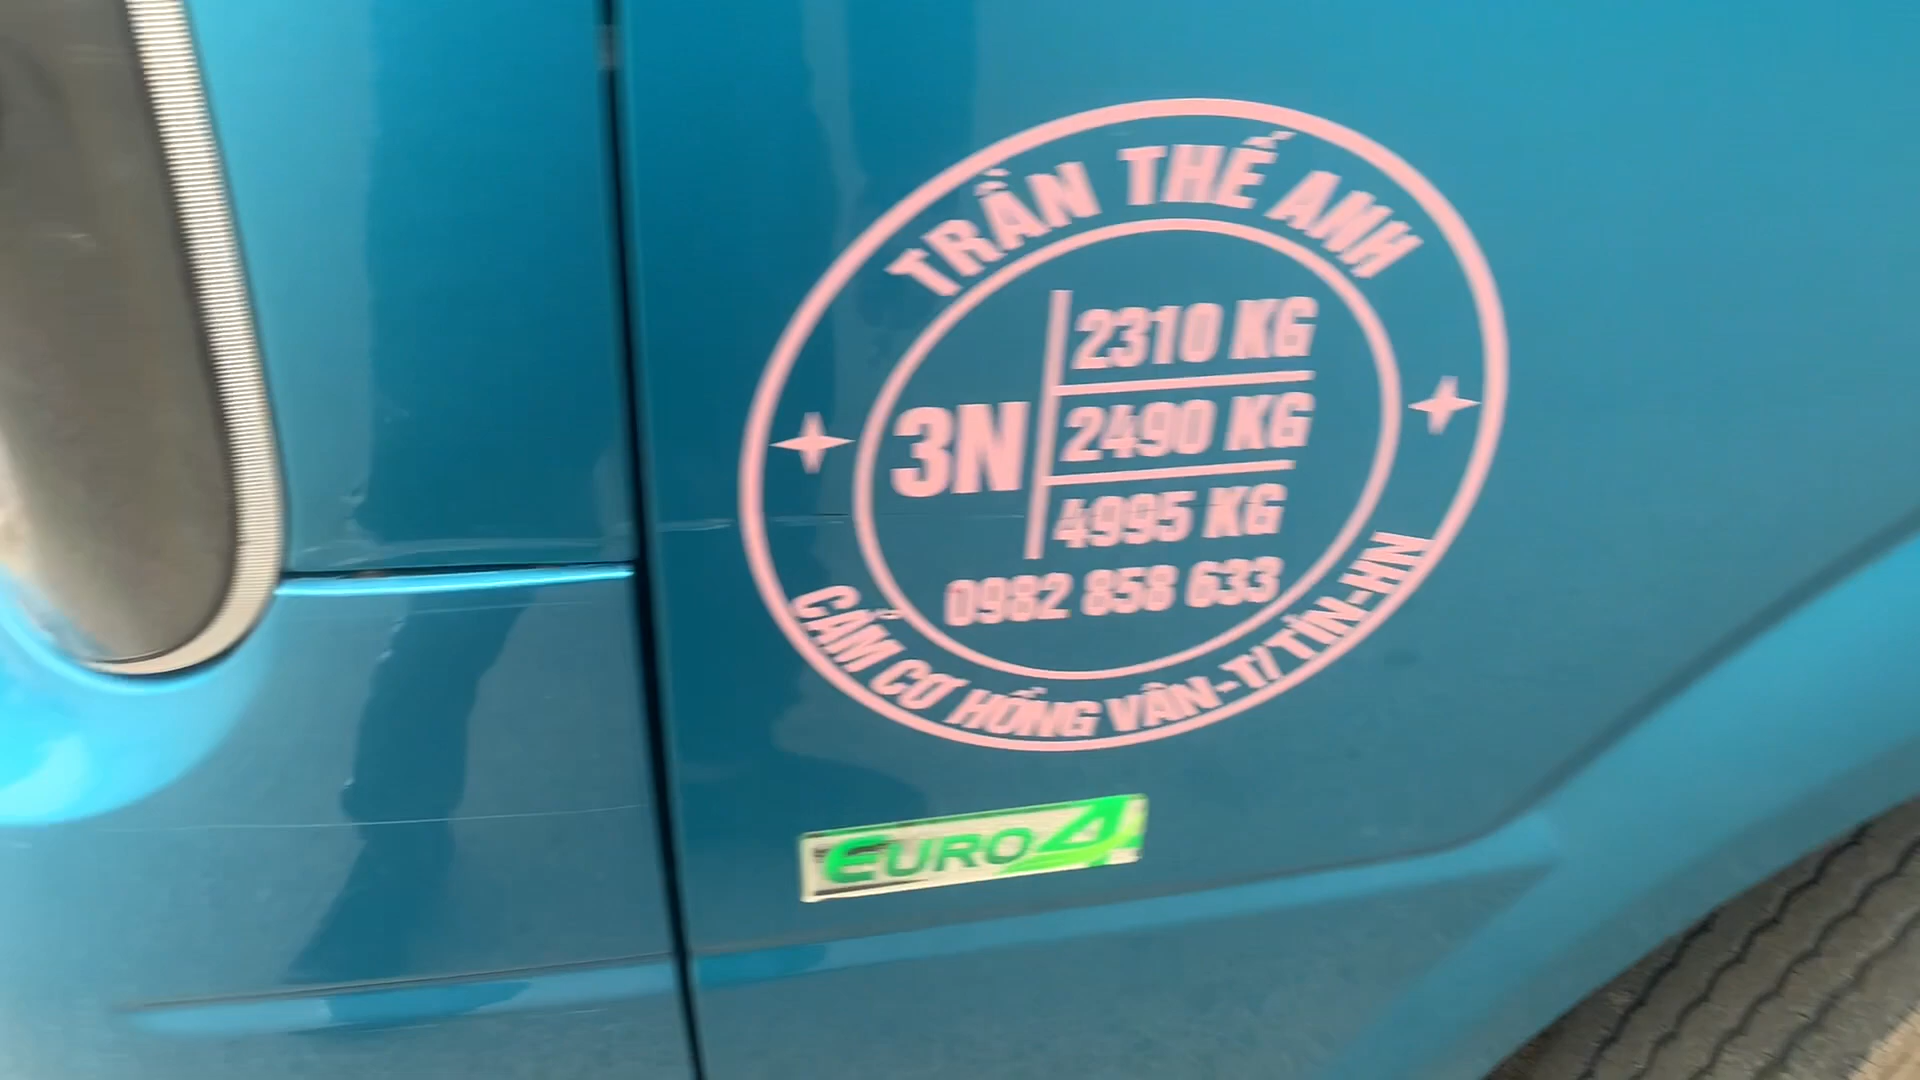 TRẦN THẾ ANH
3N
2310 KG
2490 KG
4995 KG
0982 858 633
CẨM CƠ HỒNG VÂN-T/TÍN-HN
EURO4